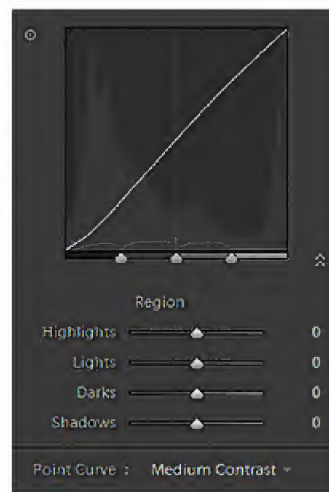 Region
Highlights 0
Lights 0
Darks 0
Shadows 0
Point Curve : Medium Contrast